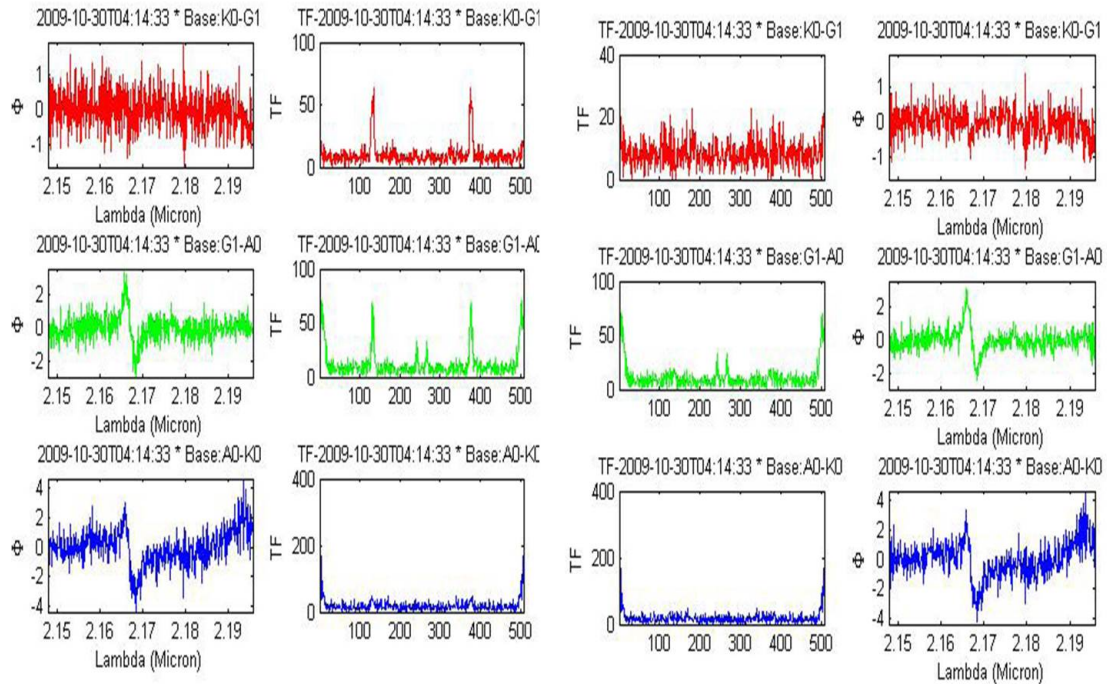 2009-10-30T04:14:33 * Base:K0-G1
TF-2009-10-30T04:14:33 * Base:K0-G1
TF-2009-10-30T04:14:33 * Base:K0-G1
2009-10-30T04:14:33 * Base:K0-G1
Φ
1
0
-1
2.15 2.16 2.17 2.18 2.19
Lambda (Micron)
TF
100
50
0
100 200 300 400 500
TF
40
20
0
100 200 300 400 500
Φ
1
0
-1
2.15 2.16 2.17 2.18 2.19
Lambda (Micron)
2009-10-30T04:14:33 * Base:G1-A0
TF-2009-10-30T04:14:33 * Base:G1-A0
TF-2009-10-30T04:14:33 * Base:G1-A0
2009-10-30T04:14:33 * Base:G1-A0
Φ
2
0
-2
2.15 2.16 2.17 2.18 2.19
Lambda (Micron)
TF
100
50
0
100 200 300 400 500
TF
100
50
0
100 200 300 400 500
Φ
2
0
-2
2.15 2.16 2.17 2.18 2.19
Lambda (Micron)
2009-10-30T04:14:33 * Base:A0-K0
TF-2009-10-30T04:14:33 * Base:A0-K0
TF-2009-10-30T04:14:33 * Base:A0-K0
2009-10-30T04:14:33 * Base:A0-K0
Φ
4
2
0
-2
-4
2.15 2.16 2.17 2.18 2.19
Lambda (Micron)
TF
400
200
0
100 200 300 400 500
TF
400
200
0
100 200 300 400 500
Φ
4
2
0
-2
-4
2.15 2.16 2.17 2.18 2.19
Lambda (Micron)